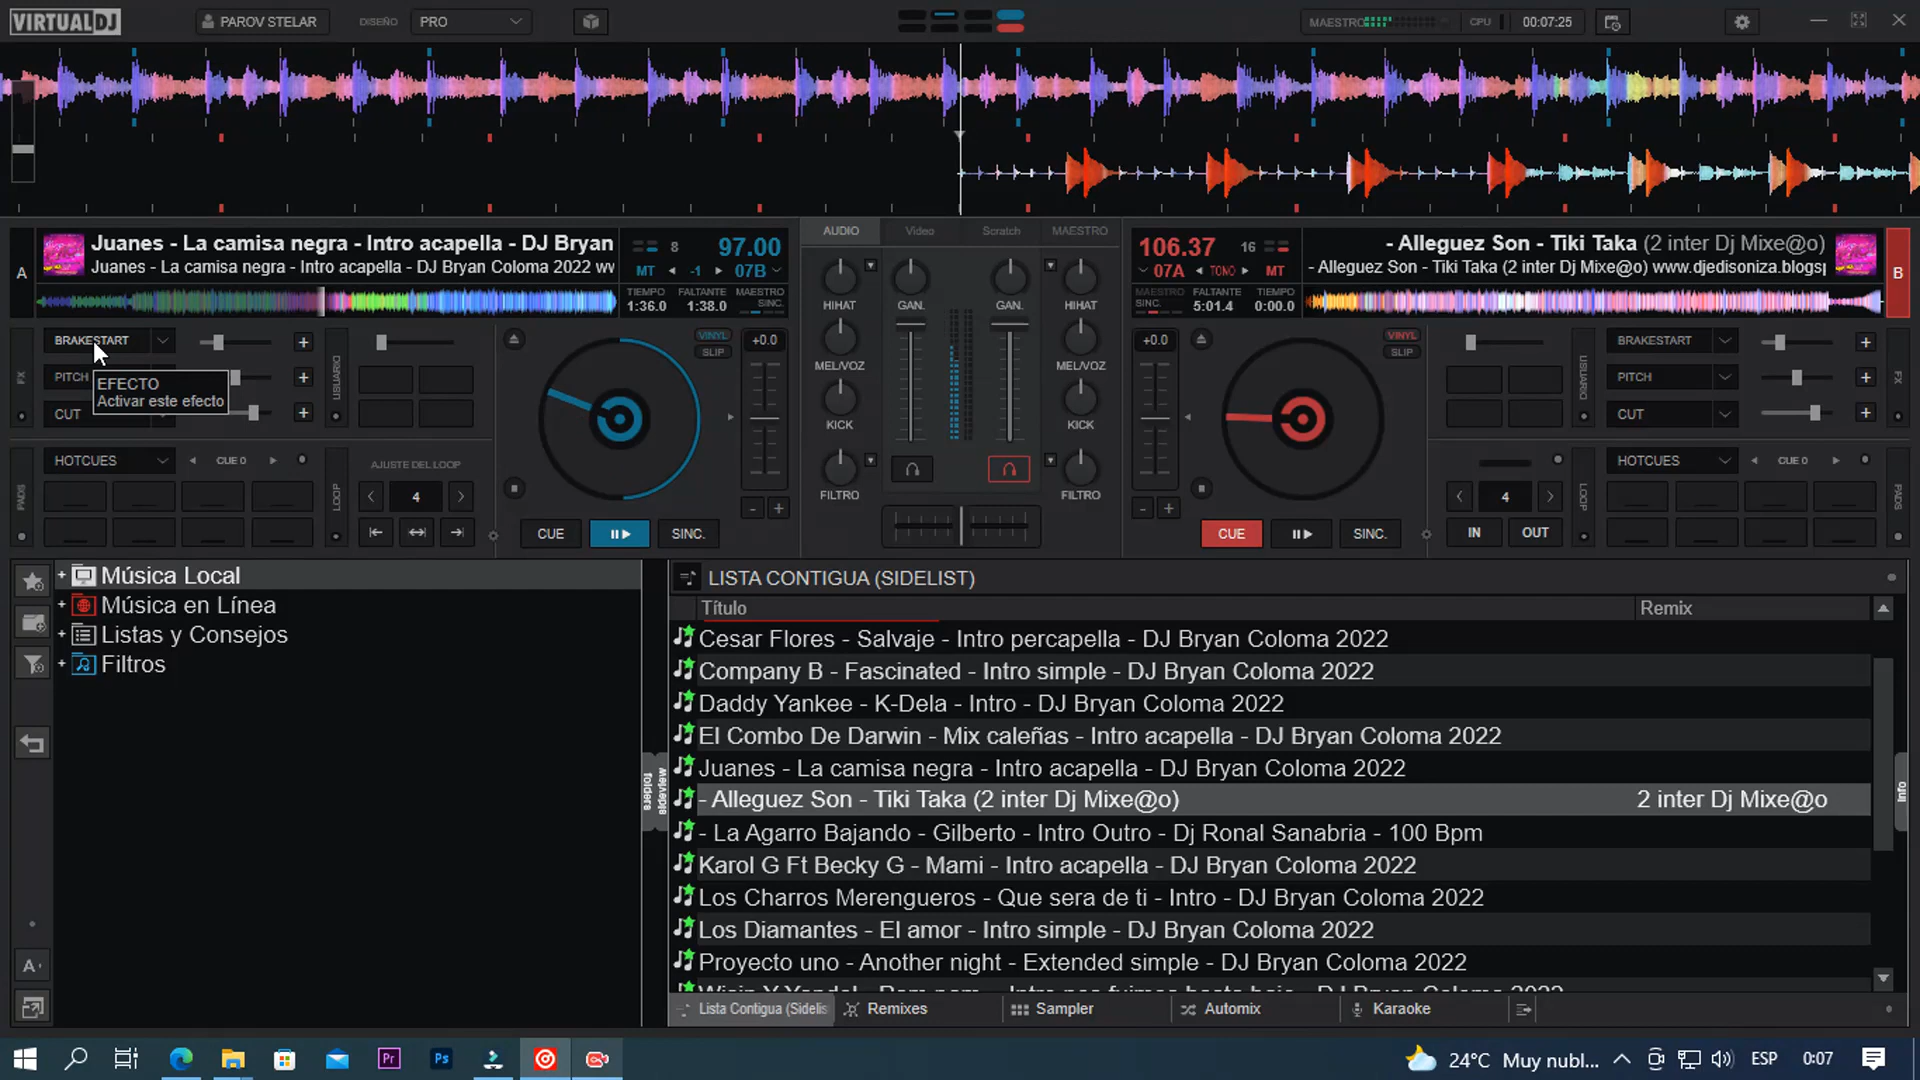 VIRTUALDJ
PAROV STELAR
DISEÑO
PRO
MAESTRO
CPU
00:07:25
A
Juanes - La camisa negra - Intro acapella - DJ Bryan
Juanes - La camisa negra - Intro acapella - DJ Bryan Coloma 2022 ww
8
97.00
MT
-1
07B
TIEMPO
FALTANTE
MAESTRO
1:36.0
1:38.0
SINC.
AUDIO
Video
Scratch
MAESTRO
HIHAT
GAN.
GAN.
HIHAT
MEL/VOZ
MEL/VOZ
KICK
KICK
FILTRO
FILTRO
106.37
16
07A
TONO
MT
MAESTRO
FALTANTE
TIEMPO
SINC.
5:01.4
0:00.0
- Alleguez Son - Tiki Taka (2 inter Dj Mixe@o)
- Alleguez Son - Tiki Taka (2 inter Dj Mixe@o) www.djedisoniza.blogsp
B
FX
BRAKESTART
PITCH
CUT
EFECTO
Activar este efecto
USUARIO
VINYL
SLIP
+0.0
PADS
HOTCUES
CUE 0
LOOP
AJUSTE DEL LOOP
4
CUE
SINC.
- +
+0.0
VINYL
SLIP
- +
CUE
SINC.
USUARIO
BRAKESTART
PITCH
CUT
FX
4
IN
OUT
LOOP
HOTCUES
CUE 0
PADS
+ Música Local
+ Música en Línea
+ Listas y Consejos
+ Filtros
folders
sideview
LISTA CONTIGUA (SIDELIST)
Título
Remix
Cesar Flores - Salvaje - Intro percapella - DJ Bryan Coloma 2022
Company B - Fascinated - Intro simple - DJ Bryan Coloma 2022
Daddy Yankee - K-Dela - Intro - DJ Bryan Coloma 2022
El Combo De Darwin - Mix caleñas - Intro acapella - DJ Bryan Coloma 2022
Juanes - La camisa negra - Intro acapella - DJ Bryan Coloma 2022
- Alleguez Son - Tiki Taka (2 inter Dj Mixe@o)
2 inter Dj Mixe@o
- La Agarro Bajando - Gilberto - Intro Outro - Dj Ronal Sanabria - 100 Bpm
Karol G Ft Becky G - Mami - Intro acapella - DJ Bryan Coloma 2022
Los Charros Merengueros - Que sera de ti - Intro - DJ Bryan Coloma 2022
Los Diamantes - El amor - Intro simple - DJ Bryan Coloma 2022
Proyecto uno - Another night - Extended simple - DJ Bryan Coloma 2022
Info
A
Lista Contigua (Sidelis
Remixes
Sampler
Automix
Karaoke
Pr
Ps
24°C Muy nubl...
ESP
0:07